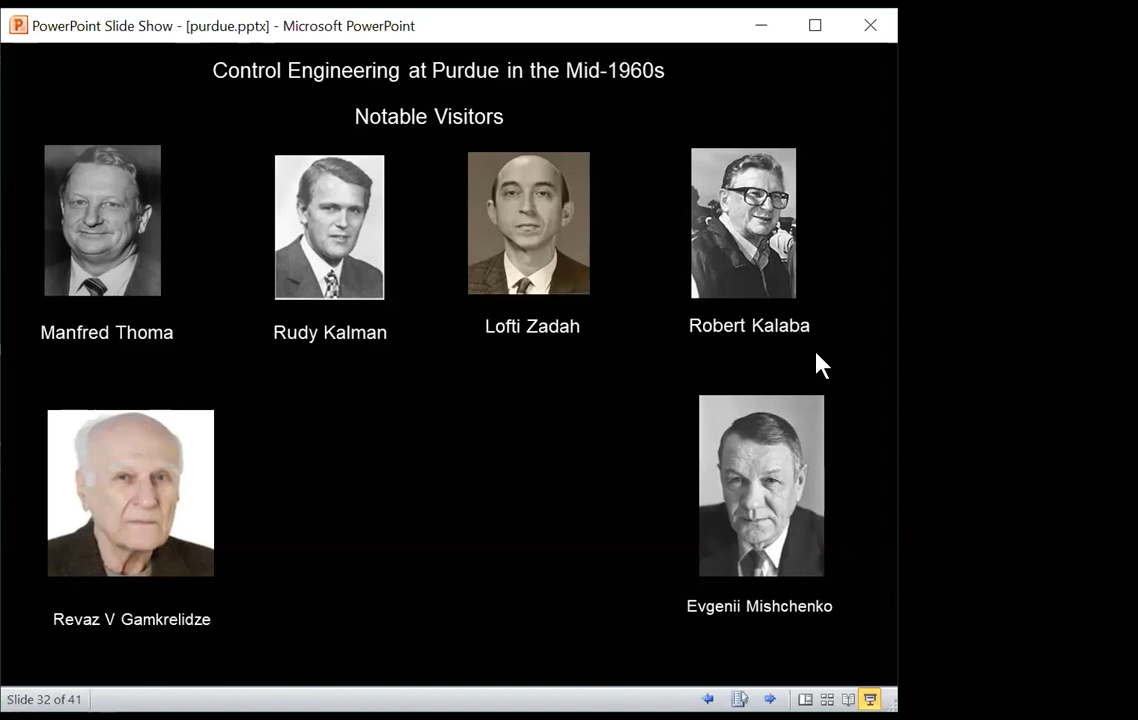 PowerPoint Slide Show - [purdue.pptx] - Microsoft PowerPoint
Control Engineering at Purdue in the Mid-1960s
Notable Visitors
Manfred Thoma
Rudy Kalman
Lofti Zadah
Robert Kalaba
Revaz V Gamkrelidze
Evgenii Mishchenko
Slide 32 of 41